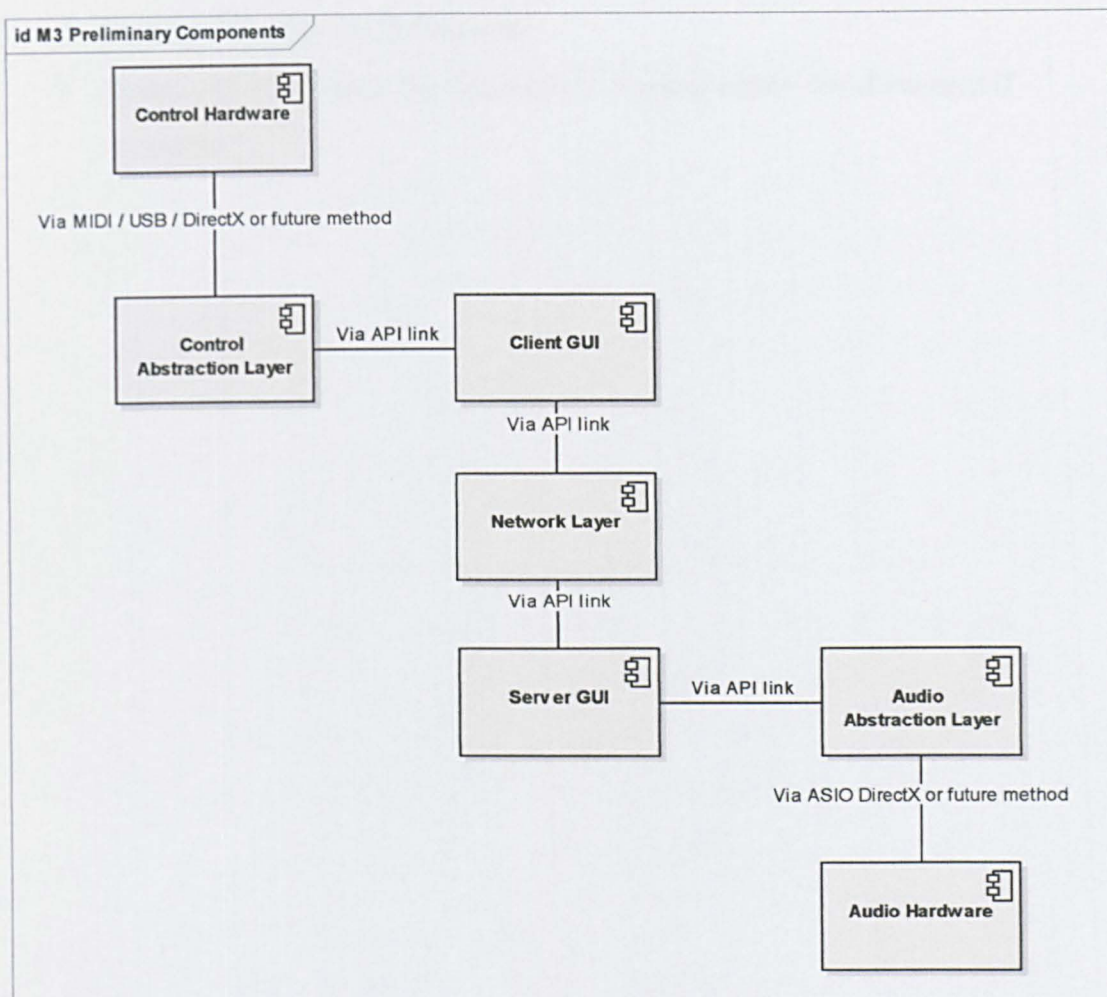 id M3 Preliminary Components
Control Hardware
Via MIDI / USB / DirectX or future method
Control
Abstraction Layer
Via API link
Client GUI
Via API link
Network Layer
Via API link
Server GUI
Via API link
Audio
Abstraction Layer
Via ASIO DirectX or future method
Audio Hardware